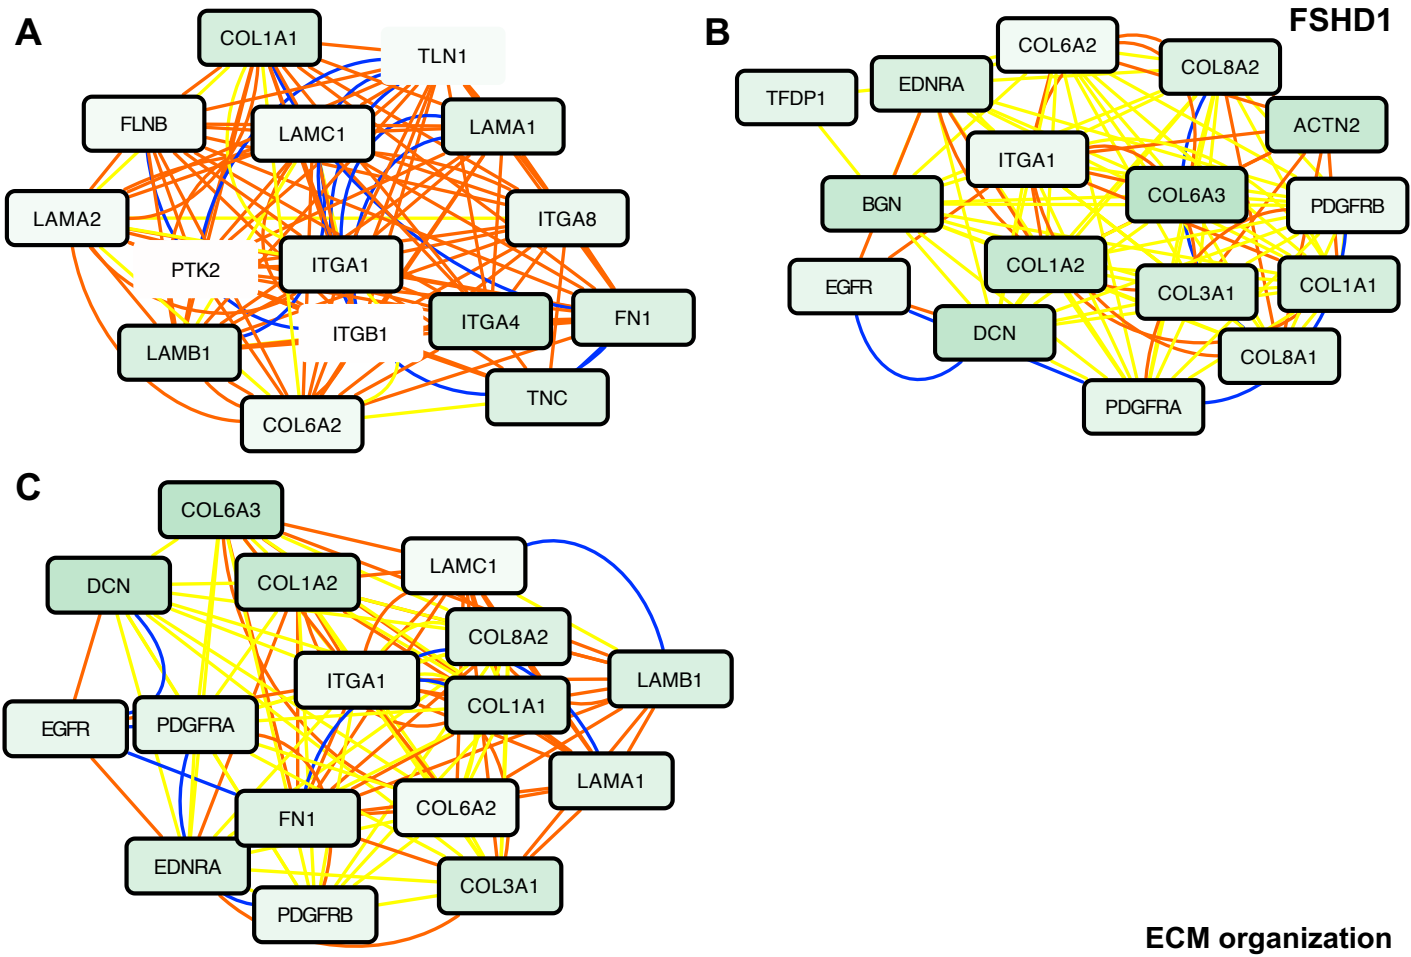 A
COL1A1
TLN1
FLNB
LAMC1
LAMA1
LAMA2
ITGA8
PTK2
ITGA1
ITGA4
FN1
ITGB1
LAMB1
TNC
COL6A2
B
FSHD1
COL6A2
COL8A2
TFDP1
EDNRA
ACTN2
ITGA1
COL6A3
PDGFRB
BGN
COL1A2
COL3A1
COL1A1
EGFR
DCN
COL8A1
PDGFRA
C
COL6A3
LAMC1
DCN
COL1A2
COL8A2
ITGA1
LAMB1
COL1A1
EGFR
PDGFRA
LAMA1
FN1
COL6A2
EDNRA
COL3A1
PDGFRB
ECM organization